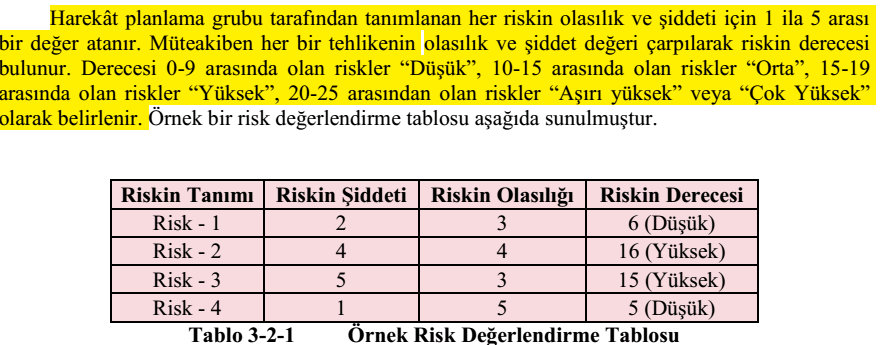 Harekât planlama grubu tarafından tanımlanan her riskin olasılık ve şiddeti için 1 ila 5 arası
bir değer atanır. Müteakiben her bir tehlikenin olasılık ve şiddet değeri çarpılarak riskin derecesi
bulunur. Derecesi 0-9 arasında olan riskler “Düşük”, 10-15 arasında olan riskler “Orta”, 15-19
arasında olan riskler “Yüksek”, 20-25 arasından olan riskler “Aşırı yüksek” veya “Çok Yüksek”
olarak belirlenir. Örnek bir risk değerlendirme tablosu aşağıda sunulmuştur.
Riskin Tanımı Riskin Şiddeti Riskin Olasılığı Riskin Derecesi
Risk - 1 2 3 6 (Düşük)
Risk - 2 4 4 16 (Yüksek)
Risk - 3 5 3 15 (Yüksek)
Risk - 4 1 5 5 (Düşük)
Tablo 3-2-1 Örnek Risk Değerlendirme Tablosu